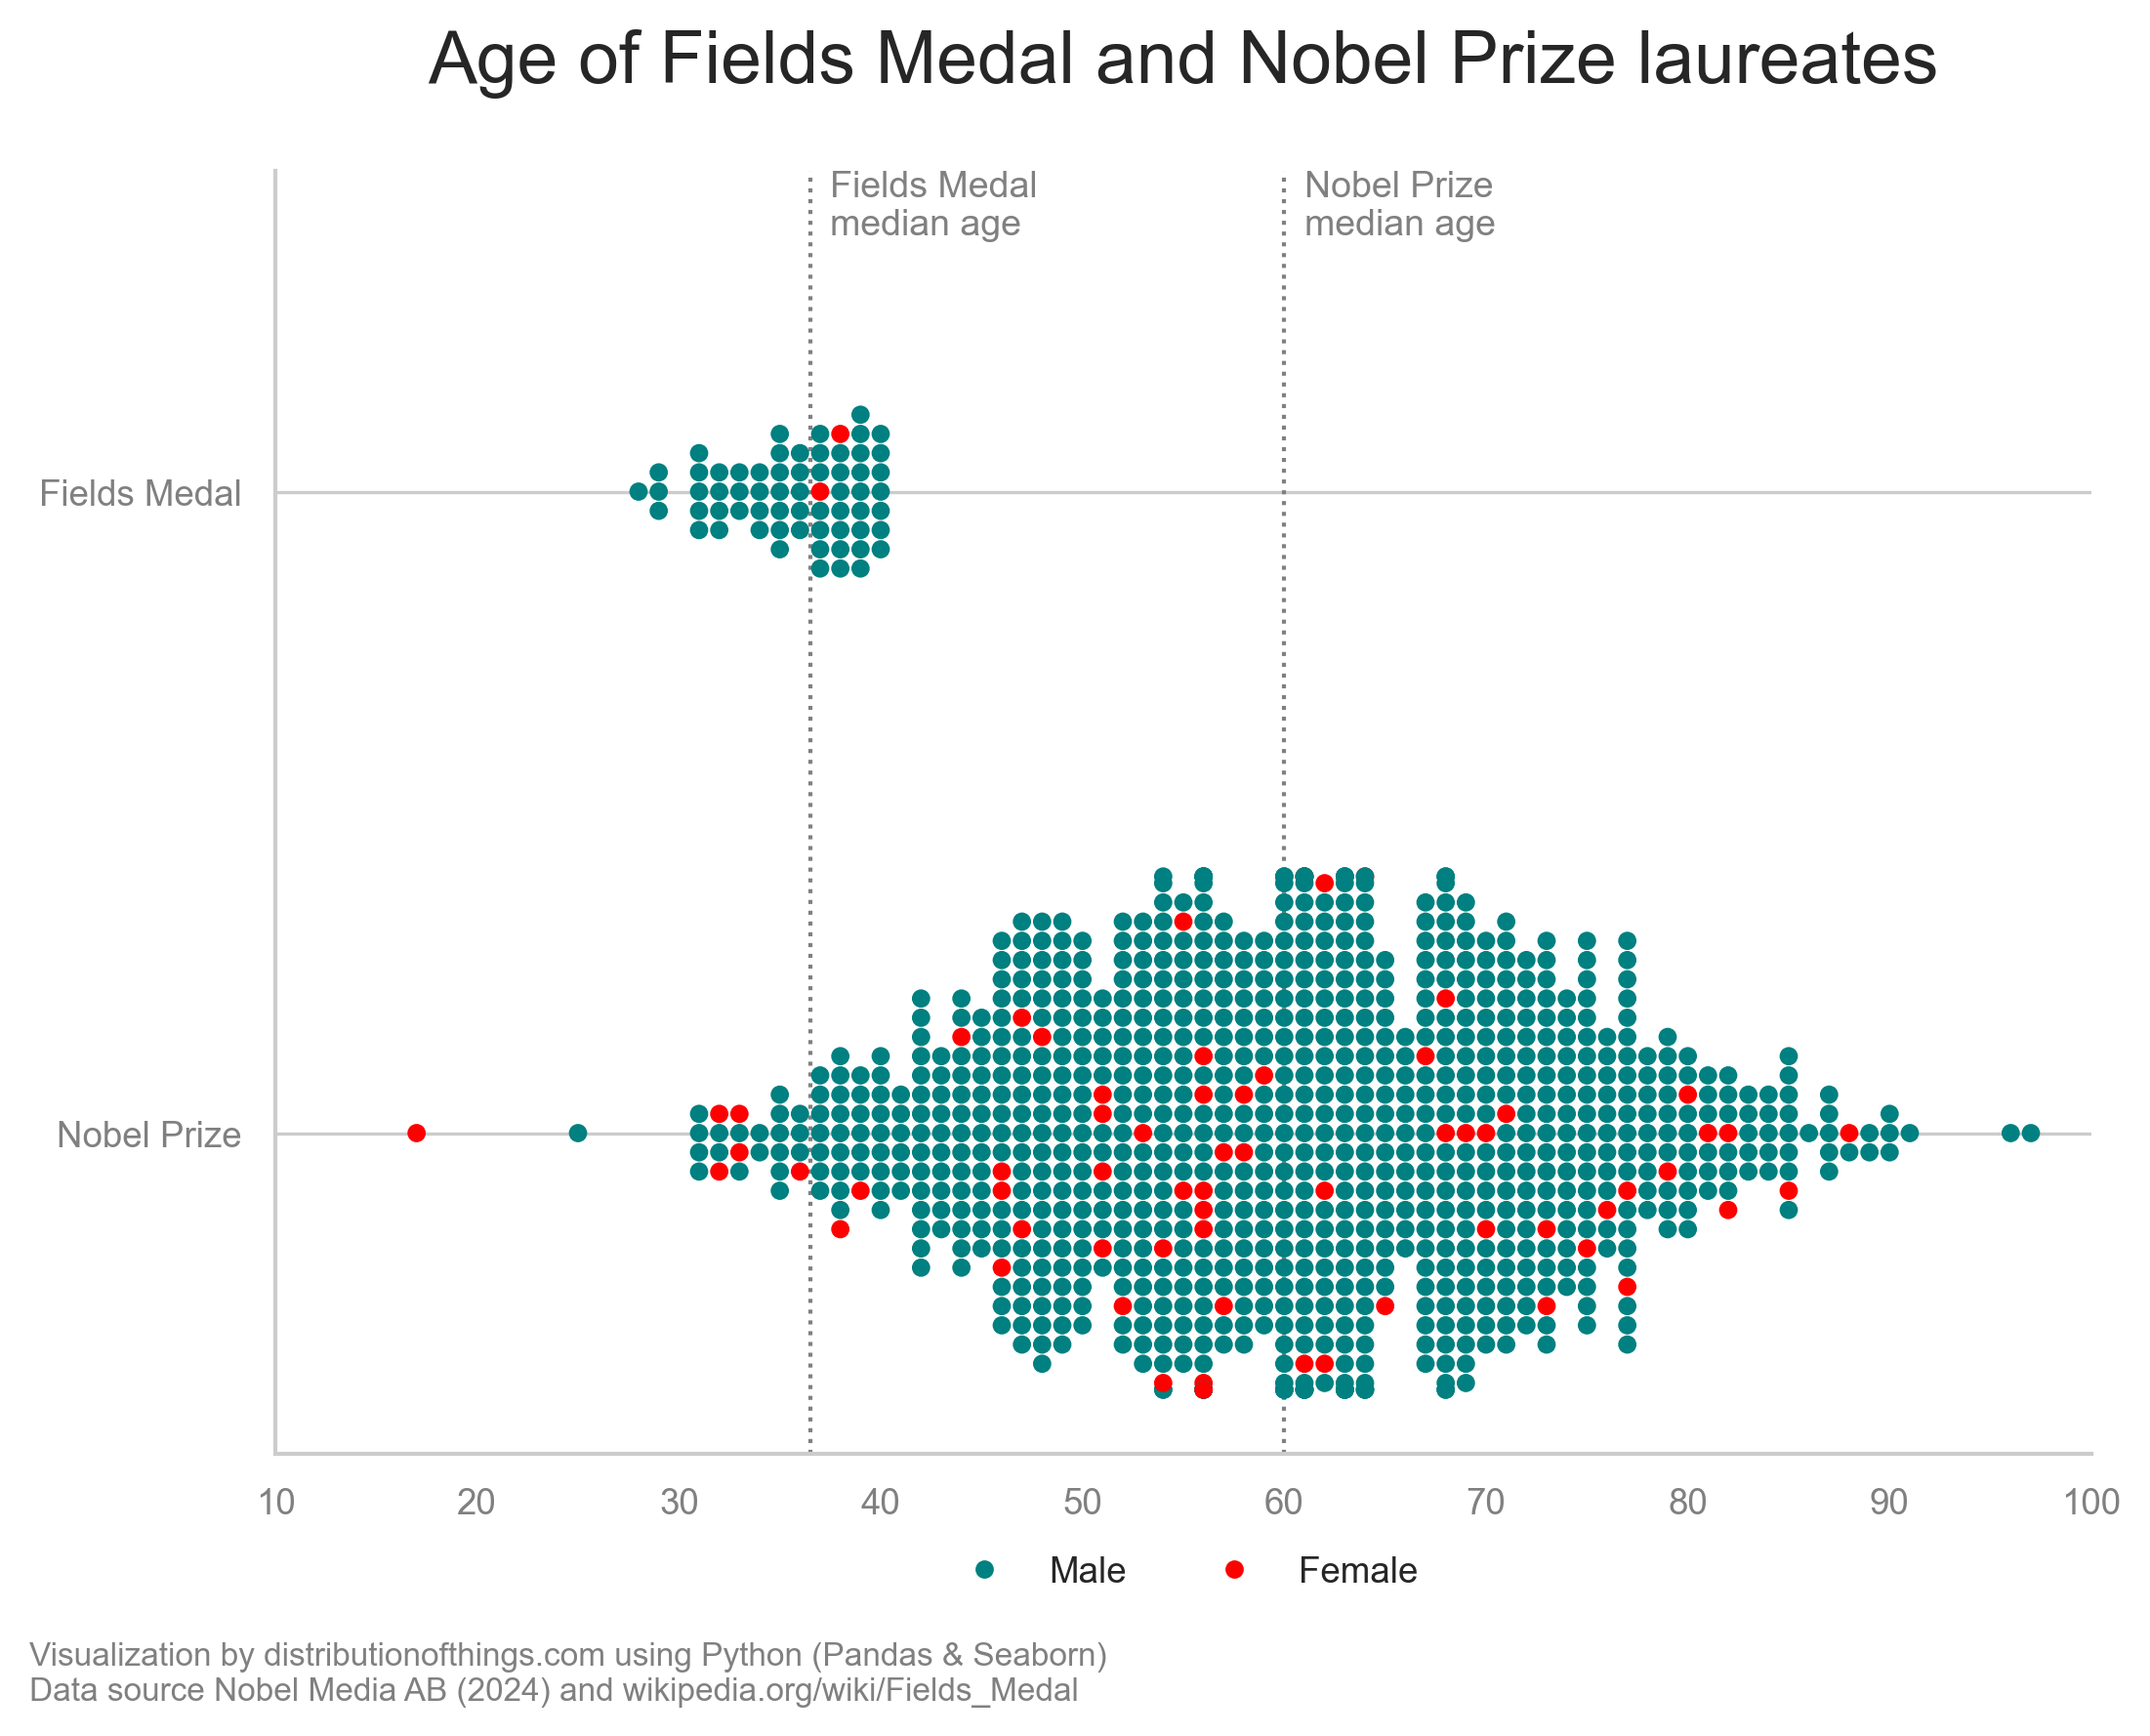 Age of Fields Medal and Nobel Prize laureates
Fields Medal
median age
Nobel Prize
median age
Fields Medal
Nobel Prize
10 20 30 40 50 60 70 80 90 100
Male Female
Visualization by distributionofthings.com using Python (Pandas & Seaborn)
Data source Nobel Media AB (2024) and wikipedia.org/wiki/Fields_Medal